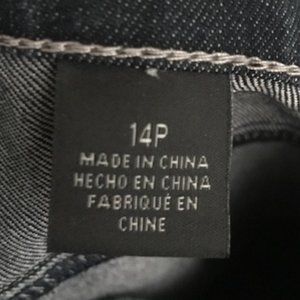 14P
MADE IN CHINA
HECHO EN CHINA
FABRIQUÉ EN
CHINE